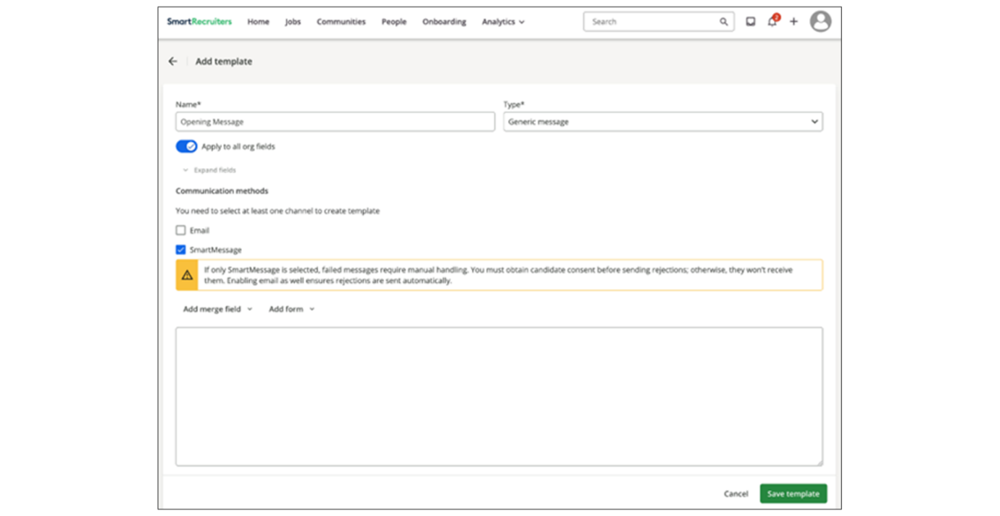 SmartRecruiters Home Jobs Communities People Onboarding Analytics Search 2
Add template
Name* Type*
Opening Message Generic message
Apply to all org fields
Expand fields
Communication methods
You need to select at least one channel to create template
Email
SmartMessage
If only SmartMessage is selected, failed messages require manual handling. You must obtain candidate consent before sending rejections; otherwise, they won't receive
them. Enabling email as well ensures rejections are sent automatically.
Add merge field Add form
Cancel Save template